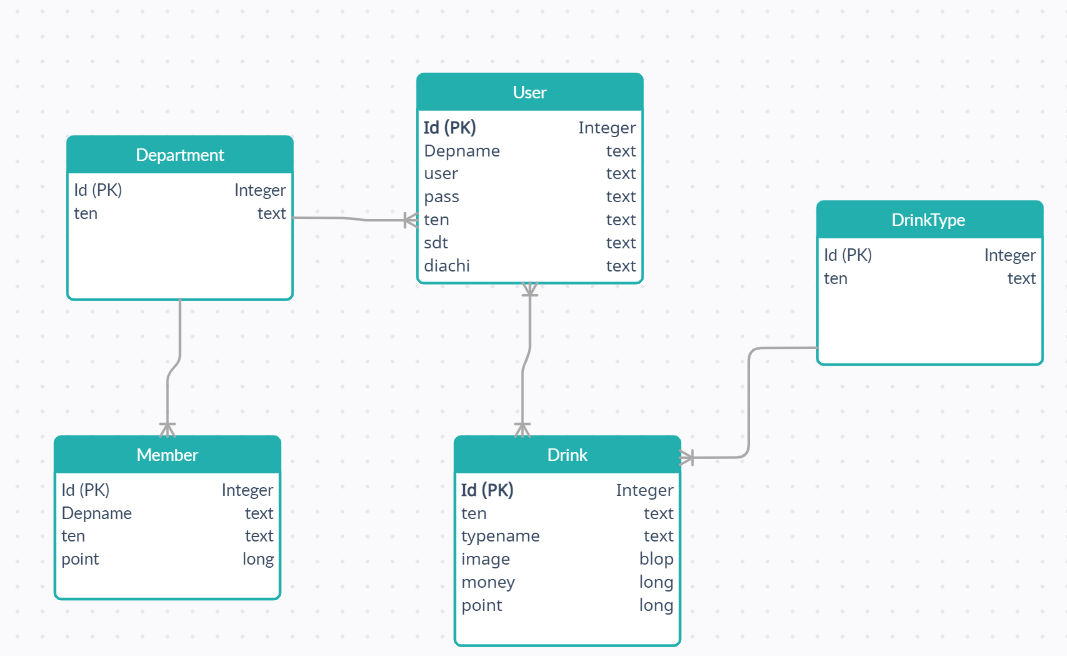 User
Id (PK) Integer
Depname text
user text
pass text
ten text
sdt text
diachi text
Department
Id (PK) Integer
ten text
DrinkType
Id (PK) Integer
ten text
Member
Id (PK) Integer
Depname text
ten text
point long
Drink
Id (PK) Integer
ten text
typename text
image blop
money long
point long